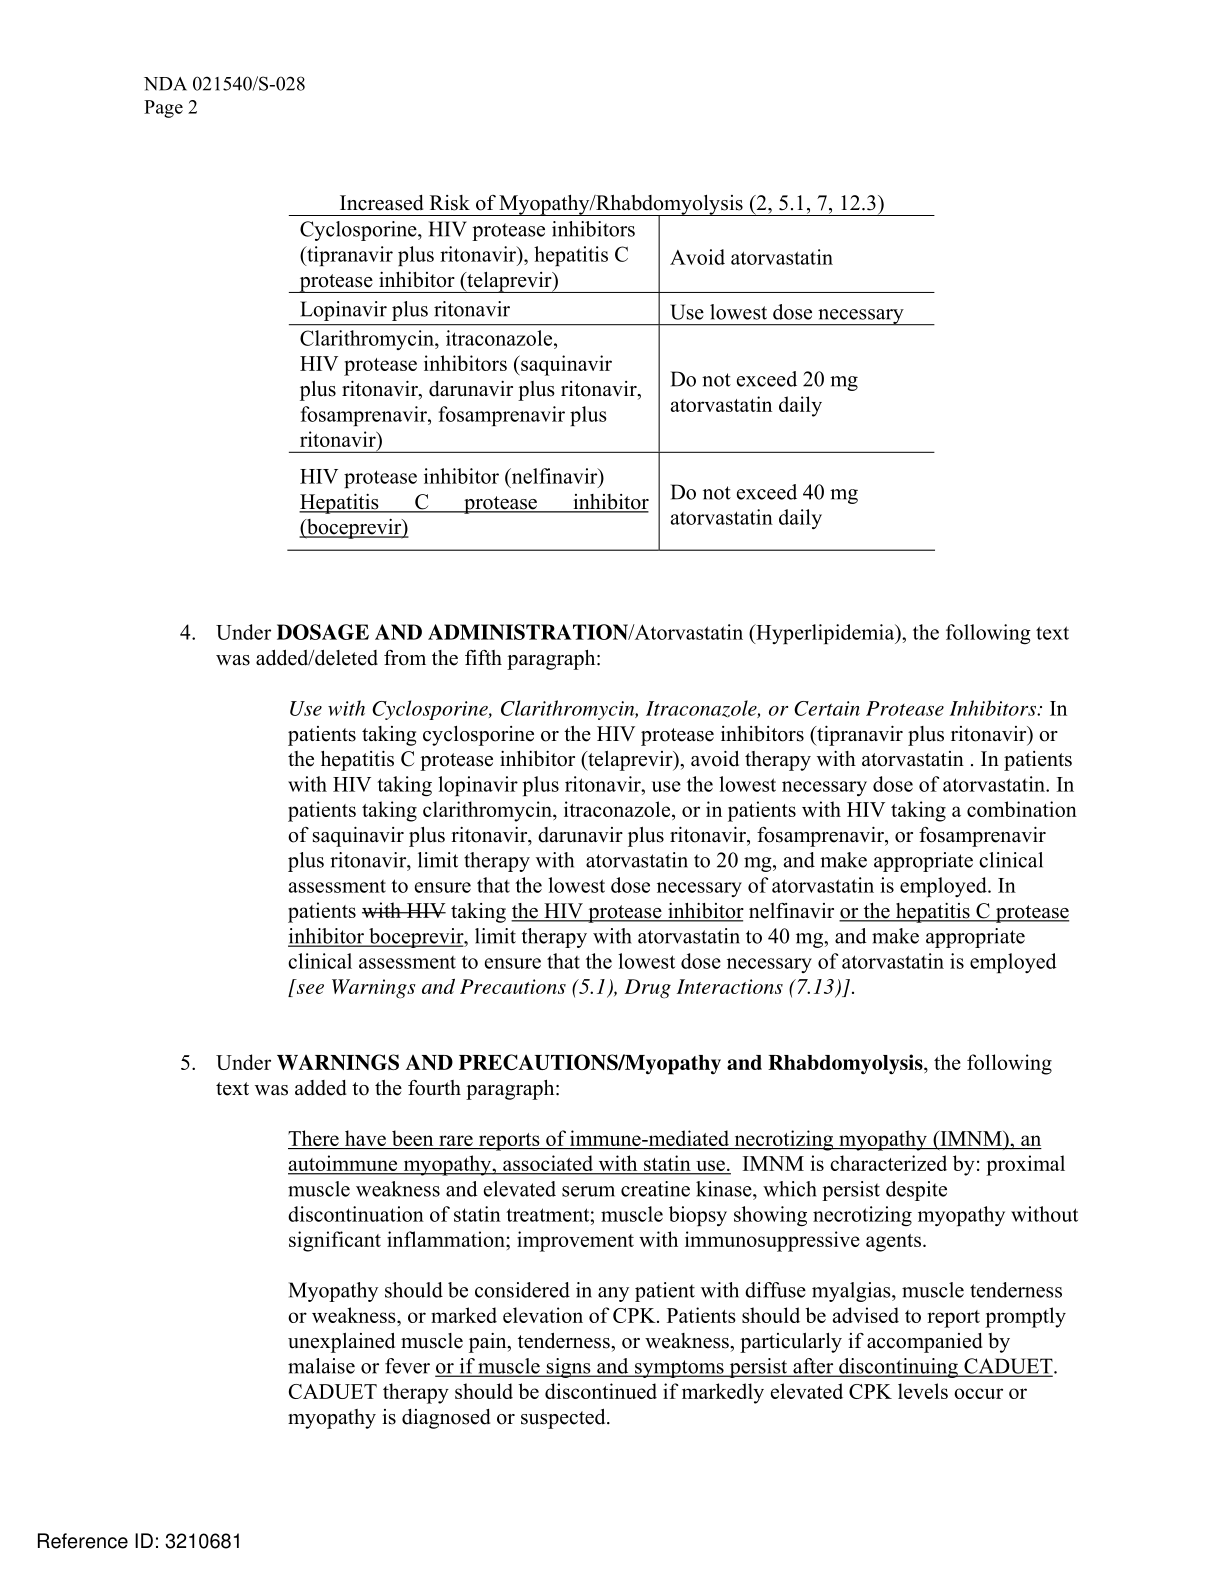 NDA 021540/S-028
Page 2
Increased Risk of Myopathy/Rhabdomyolysis (2, 5.1, 7, 12.3)
Cyclosporine, HIV protease inhibitors
(tipranavir plus ritonavir), hepatitis C
protease inhibitor (telaprevir)
Avoid atorvastatin
Lopinavir plus ritonavir
Use lowest dose necessary
Clarithromycin, itraconazole,
HIV protease inhibitors (saquinavir
plus ritonavir, darunavir plus ritonavir,
fosamprenavir, fosamprenavir plus
ritonavir)
Do not exceed 20 mg
atorvastatin daily
HIV protease inhibitor (nelfinavir)
Hepatitis C protease inhibitor
(boceprevir)
Do not exceed 40 mg
atorvastatin daily
4. Under DOSAGE AND ADMINISTRATION/Atorvastatin (Hyperlipidemia), the following text
was added/deleted from the fifth paragraph:
Use with Cyclosporine, Clarithromycin, Itraconazole, or Certain Protease Inhibitors: In
patients taking cyclosporine or the HIV protease inhibitors (tipranavir plus ritonavir) or
the hepatitis C protease inhibitor (telaprevir), avoid therapy with atorvastatin . In patients
with HIV taking lopinavir plus ritonavir, use the lowest necessary dose of atorvastatin. In
patients taking clarithromycin, itraconazole, or in patients with HIV taking a combination
of saquinavir plus ritonavir, darunavir plus ritonavir, fosamprenavir, or fosamprenavir
plus ritonavir, limit therapy with atorvastatin to 20 mg, and make appropriate clinical
assessment to ensure that the lowest dose necessary of atorvastatin is employed. In
patients with HIV taking the HIV protease inhibitor nelfinavir or the hepatitis C protease
inhibitor boceprevir, limit therapy with atorvastatin to 40 mg, and make appropriate
clinical assessment to ensure that the lowest dose necessary of atorvastatin is employed
[see Warnings and Precautions (5.1), Drug Interactions (7.13)].
5. Under WARNINGS AND PRECAUTIONS/Myopathy and Rhabdomyolysis, the following
text was added to the fourth paragraph:
There have been rare reports of immune-mediated necrotizing myopathy (IMNM), an
autoimmune myopathy, associated with statin use. IMNM is characterized by: proximal
muscle weakness and elevated serum creatine kinase, which persist despite
discontinuation of statin treatment; muscle biopsy showing necrotizing myopathy without
significant inflammation; improvement with immunosuppressive agents.
Myopathy should be considered in any patient with diffuse myalgias, muscle tenderness
or weakness, or marked elevation of CPK. Patients should be advised to report promptly
unexplained muscle pain, tenderness, or weakness, particularly if accompanied by
malaise or fever or if muscle signs and symptoms persist after discontinuing CADUET.
CADUET therapy should be discontinued if markedly elevated CPK levels occur or
myopathy is diagnosed or suspected.
Reference ID: 3210681